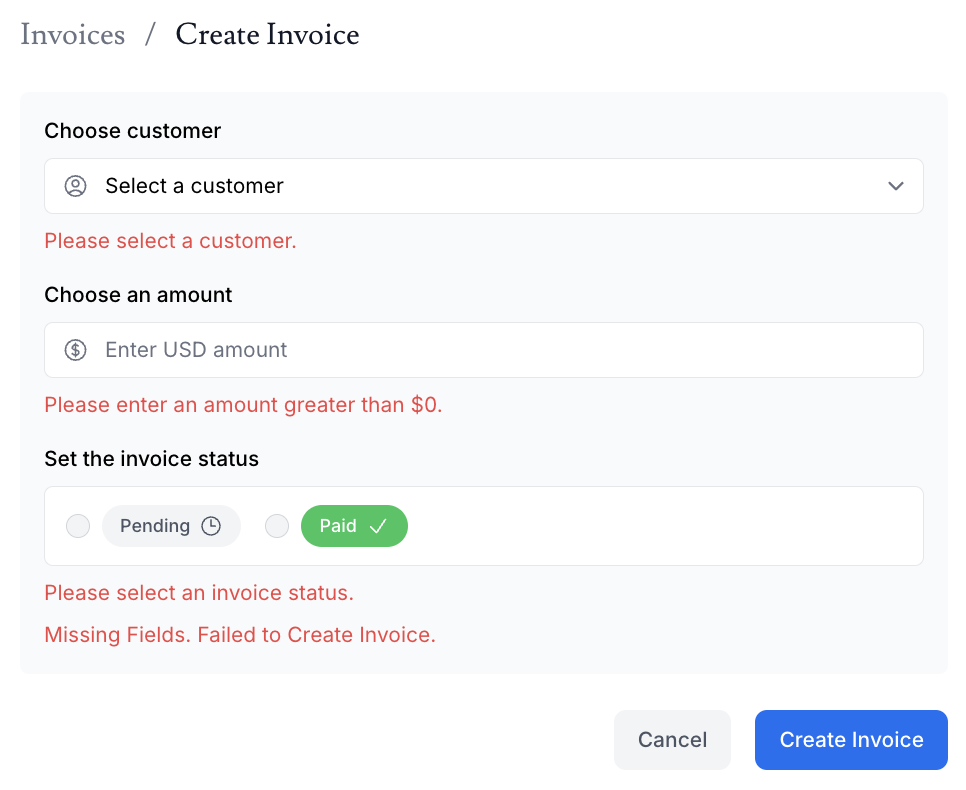 Invoices / Create Invoice
Choose customer
Select a customer
Please select a customer.
Choose an amount
Enter USD amount
Please enter an amount greater than $0.
Set the invoice status
Pending Paid
Please select an invoice status.
Missing Fields. Failed to Create Invoice.
Cancel Create Invoice